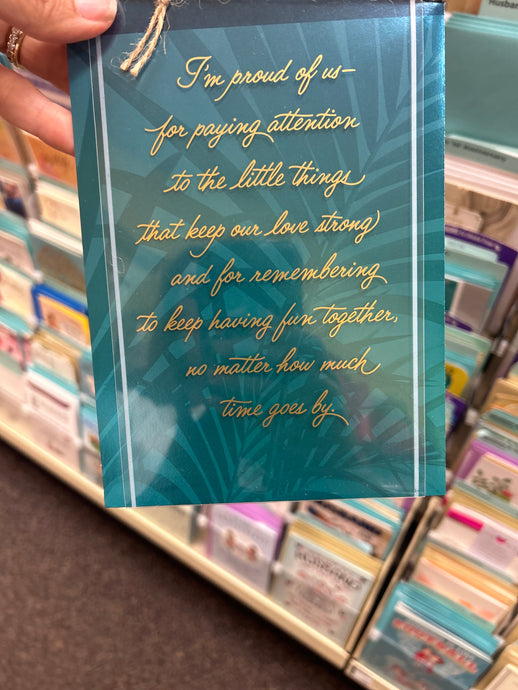 Husband
I'm proud of us—
for paying attention
to the little things
that keep our love strong
and for remembering
to keep having fun together,
no matter how much
time goes by.